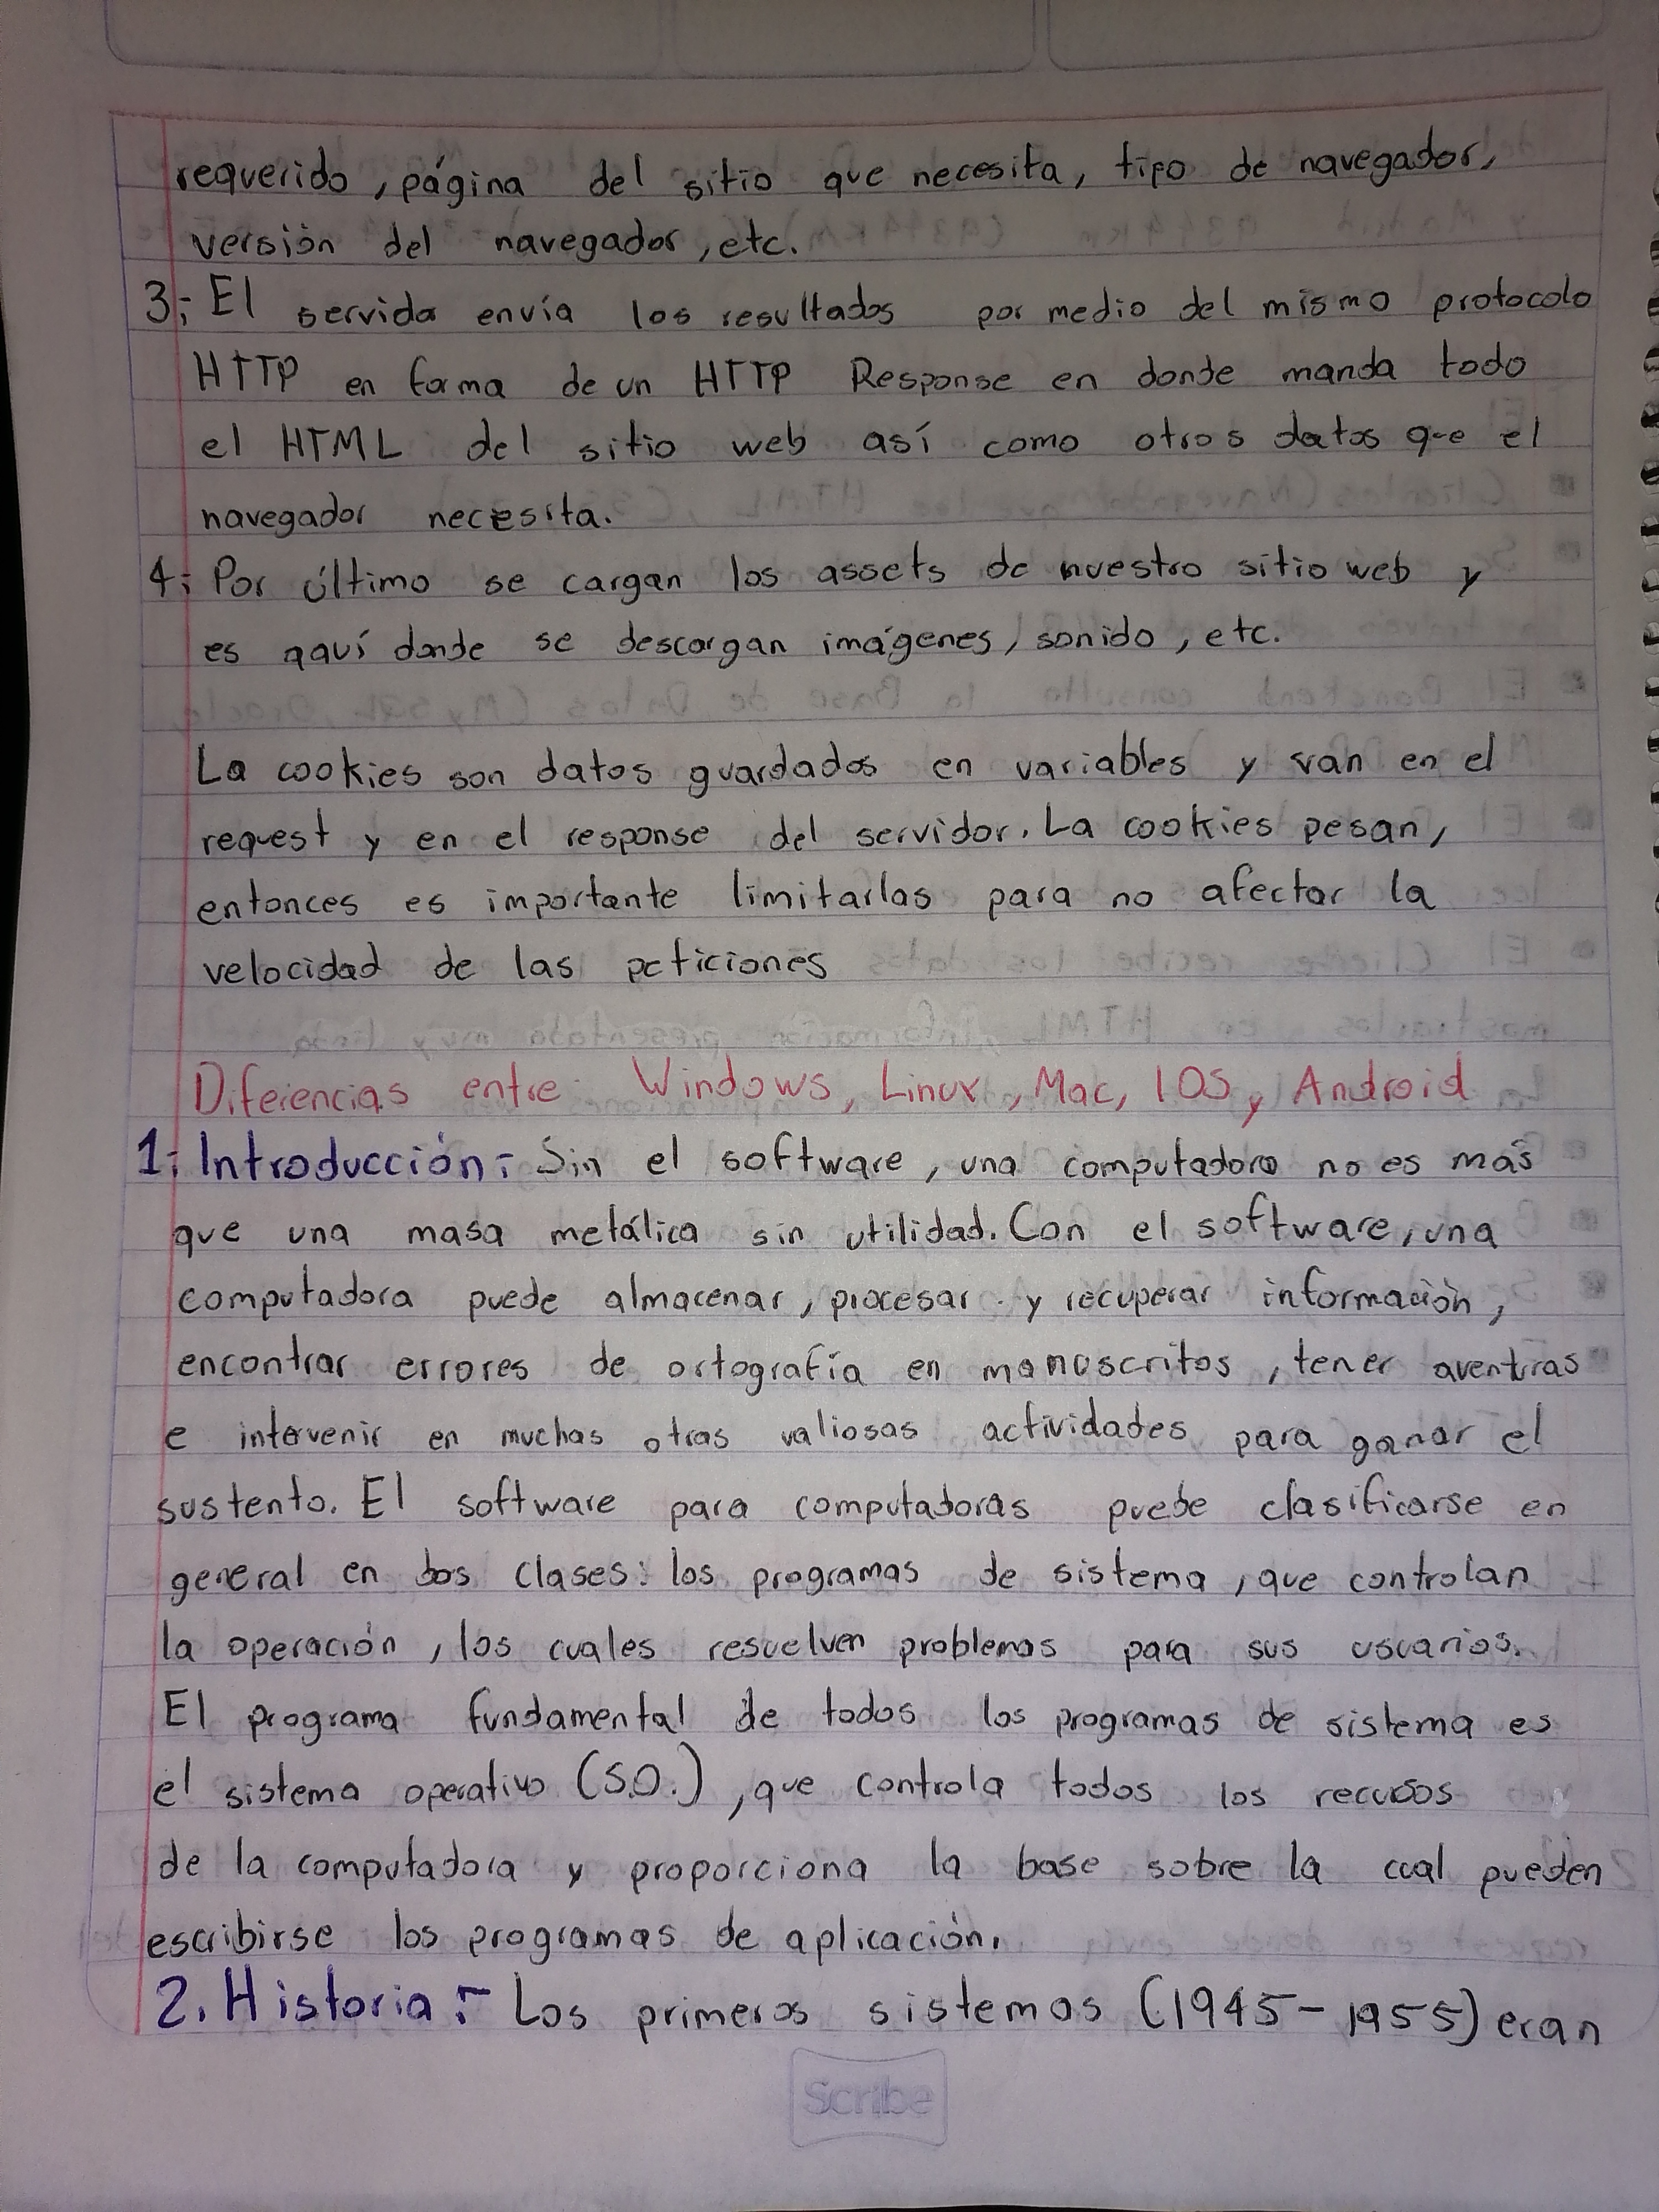 requerido, página del sitio que necesita, tipo de navegador,
versión del navegador, etc.
3;- El servidor envía los resultados por medio del mismo protocolo
HTTP en forma de un HTTP Response en donde manda todo
el HTML del sitio web así como otros datos que el
navegador necesita.
4;- Por último se cargan los assets de nuestro sitio web y
es aquí donde se descargan imágenes, sonido, etc.
La cookies son datos guardados en variables y van en el
request y en el response del servidor. La cookies pesan,
entonces es importante limitarlas para no afectar la
velocidad de las peticiones
Diferencias entre Windows, Linux, Mac, IOS y Android
1;- Introducción;- Sin el software, una computadora no es más
que una masa metálica sin utilidad. Con el software, una
computadora puede almacenar, procesar y recuperar información,
encontrar errores de ortografía en manuscritos, tener aventuras
e intervenir en muchas otras valiosas actividades para ganar el
sustento. El software para computadoras puede clasificarse en
general en dos clases: los programas de sistema, que controlan
la operación, los cuales resuelven problemas para sus usuarios.
El programa fundamental de todos los programas de sistema es
el sistema operativo (S.O.), que controla todos los recursos
de la computadora y proporciona la base sobre la cual pueden
escribirse los programas de aplicación.
2. Historia:- Los primeros sistemas (1945-1955) eran
Scribe